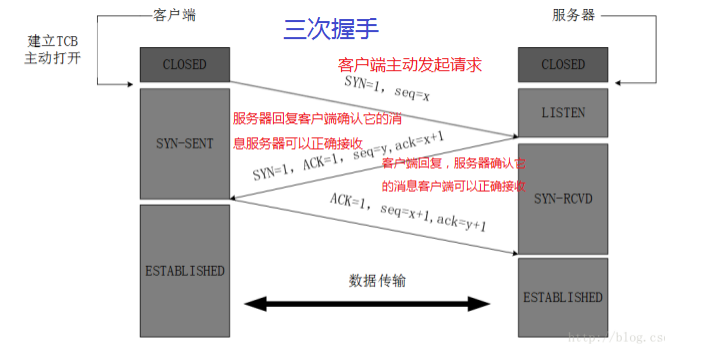 客户端
服务器
三次握手
建立TCB
主动打开
CLOSED
客户端主动发起请求
CLOSED
SYN=1, seq=x
LISTEN
SYN-SENT
服务器回复客户端确认它的消
息服务器可以正确接收
SYN=1, ACK=1, seq=y,ack=x+1
客户端回复，服务器确认它
的消息客户端可以正确接收
SYN-RCVD
ACK=1, seq=x+1,ack=y+1
ESTABLISHED
数据传输
ESTABLISHED
http://blog.cs